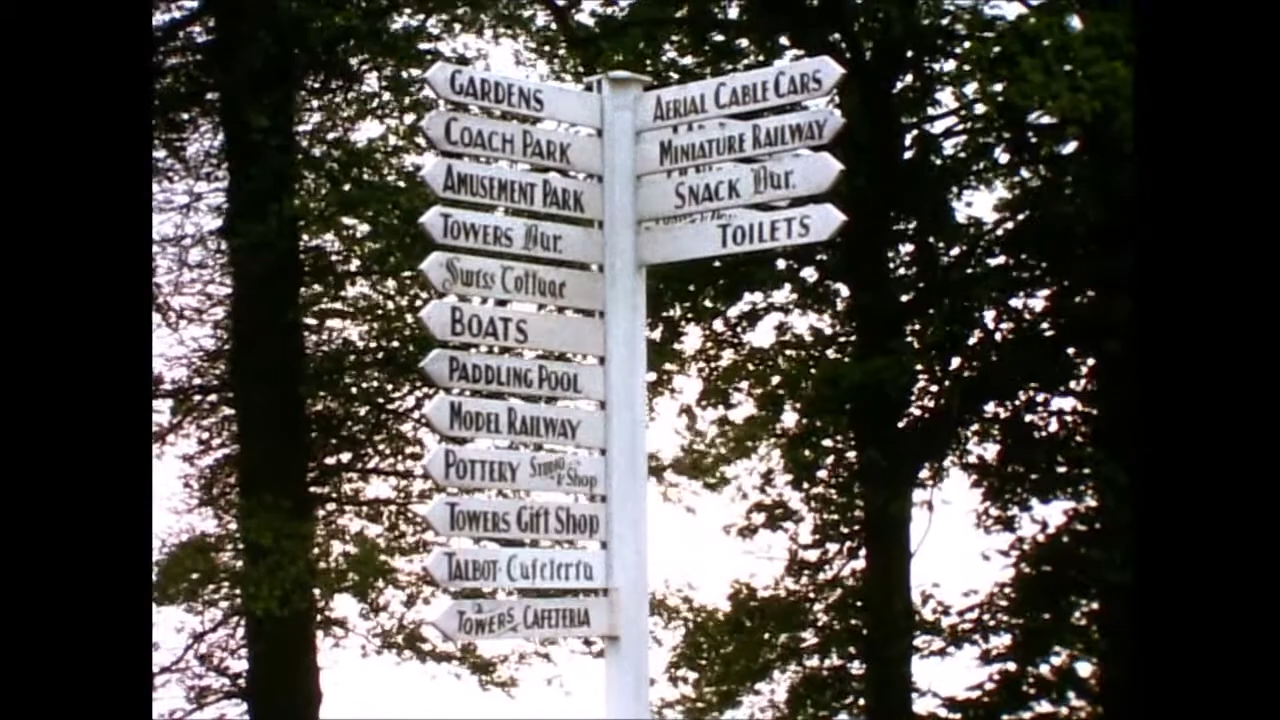 GARDENS
COACH PARK
AMUSEMENT PARK
TOWERS Bar.
Swiss Cottage
BOATS
PADDLING POOL
MODEL RAILWAY
POTTERY STUDIO & Shop
TOWERS Gift Shop
TALBOT Cafeteria
TOWERS CAFETERIA
AERIAL CABLE CARS
MINIATURE RAILWAY
SNACK Bar.
TOILETS